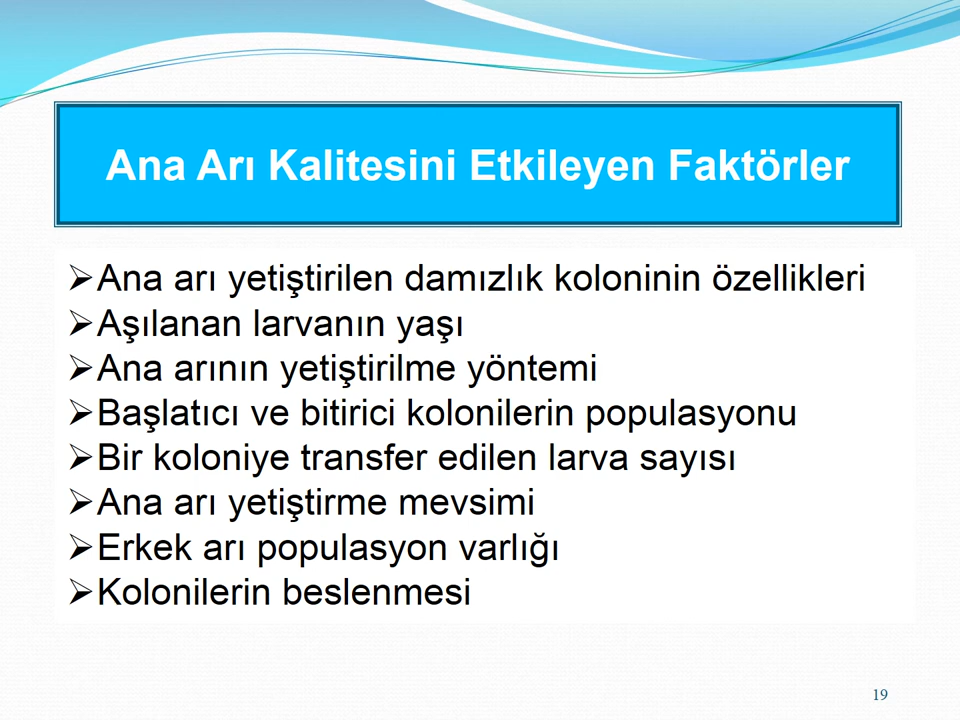 Ana Arı Kalitesini Etkileyen Faktörler
➢Ana arı yetiştirilen damızlık koloninin özellikleri
➢Aşılanan larvanın yaşı
➢Ana arının yetiştirilme yöntemi
➢Başlatıcı ve bitirici kolonilerin populasyonu
➢Bir koloniye transfer edilen larva sayısı
➢Ana arı yetiştirme mevsimi
➢Erkek arı populasyon varlığı
➢Kolonilerin beslenmesi
19